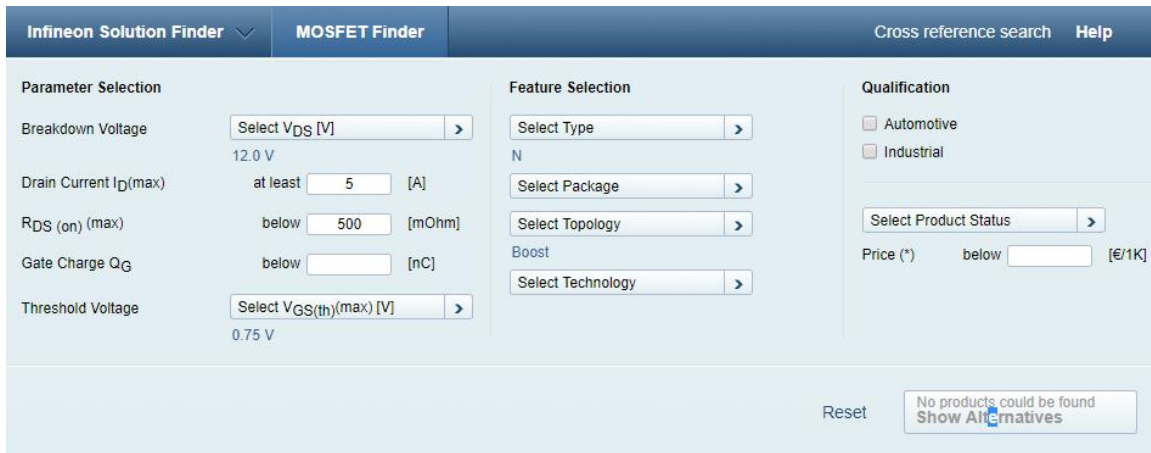 Infineon Solution Finder MOSFET Finder Cross reference search Help
Parameter Selection
Breakdown Voltage Select VDS [V]
12.0 V
Drain Current ID(max) at least 5 [A]
RDS (on) (max) below 500 [mOhm]
Gate Charge QG below [nC]
Threshold Voltage Select VGS(th)(max) [V]
0.75 V
Feature Selection
Select Type
N
Select Package
Select Topology
Boost
Select Technology
Qualification
Automotive
Industrial
Select Product Status
Price (*) below [€/1K]
Reset
No products could be found
Show Alternatives